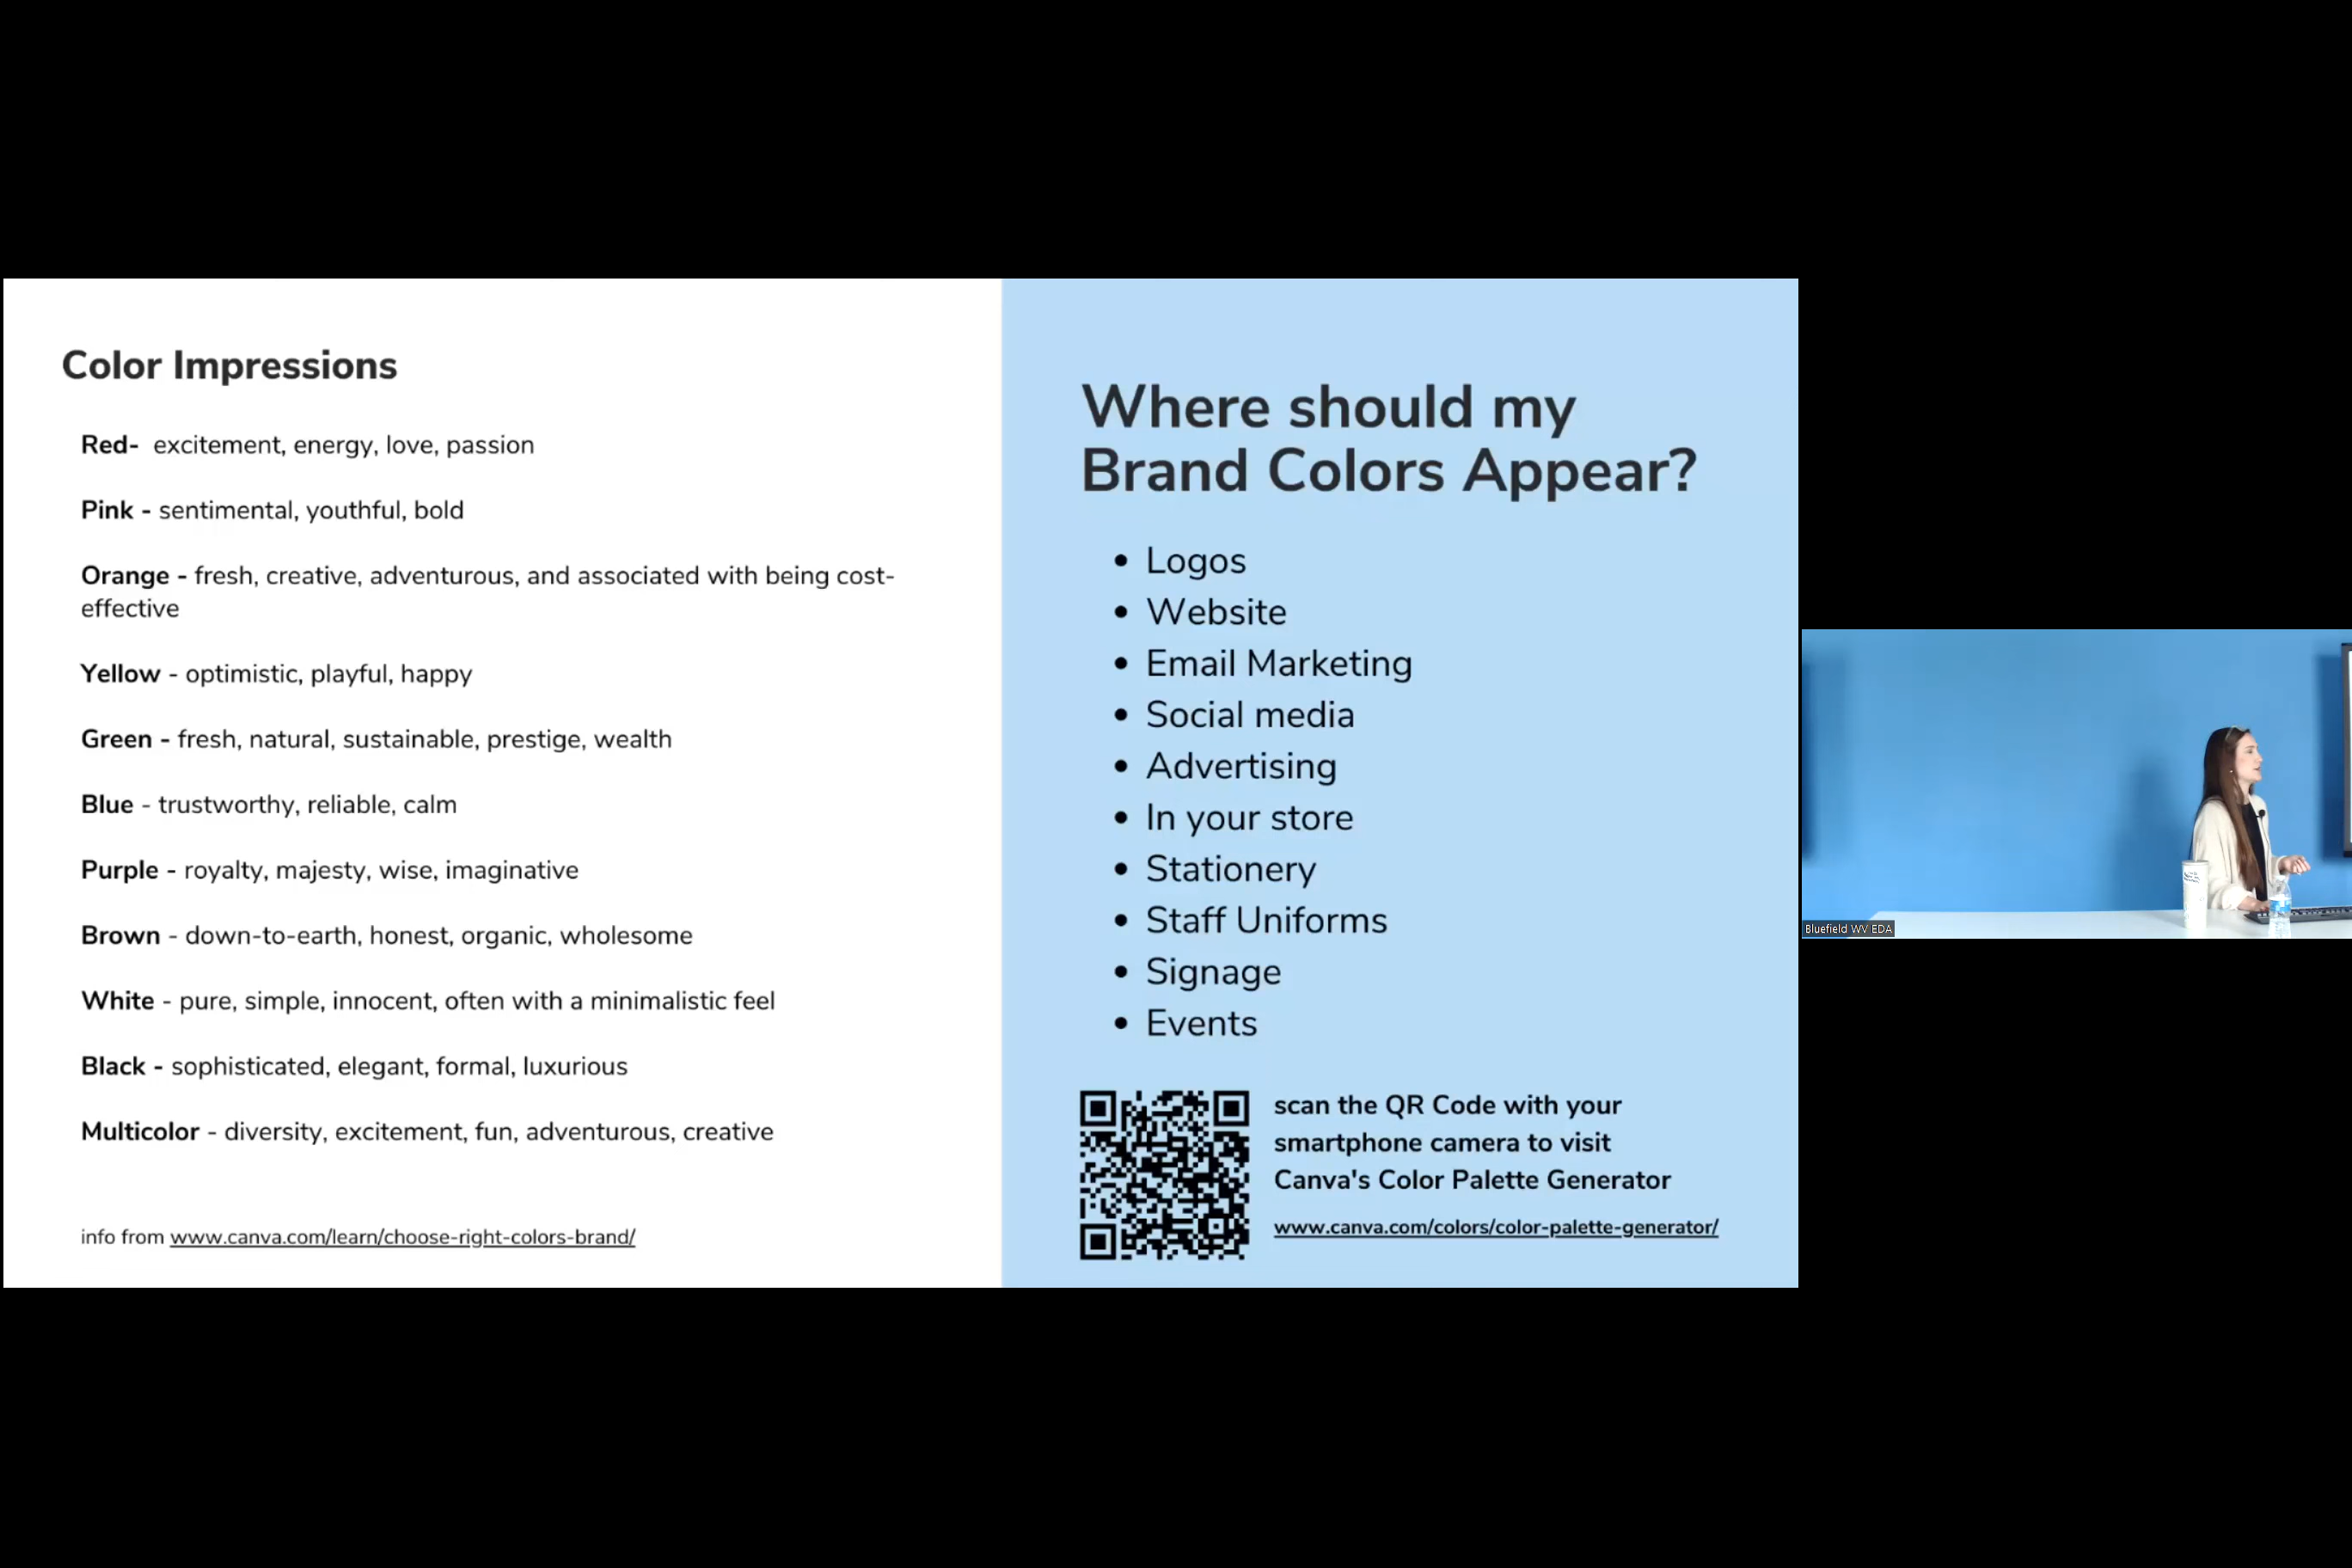 Color Impressions
Red- excitement, energy, love, passion
Pink - sentimental, youthful, bold
Orange - fresh, creative, adventurous, and associated with being cost-
effective
Yellow - optimistic, playful, happy
Green - fresh, natural, sustainable, prestige, wealth
Blue - trustworthy, reliable, calm
Purple - royalty, majesty, wise, imaginative
Brown - down-to-earth, honest, organic, wholesome
White - pure, simple, innocent, often with a minimalistic feel
Black - sophisticated, elegant, formal, luxurious
Multicolor - diversity, excitement, fun, adventurous, creative
info from www.canva.com/learn/choose-right-colors-brand/
Where should my
Brand Colors Appear?
• Logos
• Website
• Email Marketing
• Social media
• Advertising
• In your store
• Stationery
• Staff Uniforms
• Signage
• Events
scan the QR Code with your
smartphone camera to visit
Canva's Color Palette Generator
www.canva.com/colors/color-palette-generator/
Bluefield WV EDA